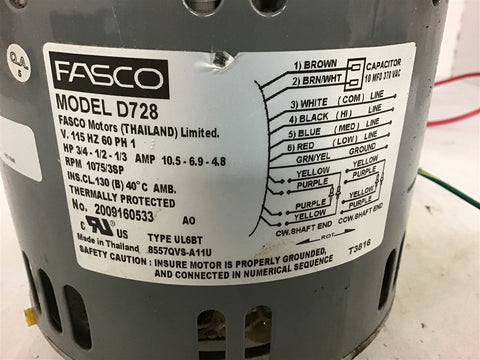 Q.A.
5
FASCO
MODEL D728
FASCO Motors (THAILAND) Limited.
V. 115 HZ 60 PH 1
HP 3/4 - 1/2 - 1/3 AMP 10.5 - 6.9 - 4.8
RPM 1075/3SP
INS.CL.130 (B) 40°C AMB.
THERMALLY PROTECTED
No. 2009160533 AO
C US TYPE UL6BT
Made in Thailand 8557QVS-A11U
SAFETY CAUTION : INSURE MOTOR IS PROPERLY GROUNDED,
AND CONNECTED IN NUMERICAL SEQUENCE
1) BROWN
2) BRN/WHT
CAPACITOR
10 MFD 370 VAC
3) WHITE (COM) LINE
4) BLACK (HI) LINE
5) BLUE (MED) LINE
6) RED (LOW) LINE
GRN/YEL GROUND
YELLOW YELLOW
PURPLE PURPLE
PURPLE PURPLE
YELLOW YELLOW
CW.SHAFT END CCW.SHAFT END
ROT.
T3816